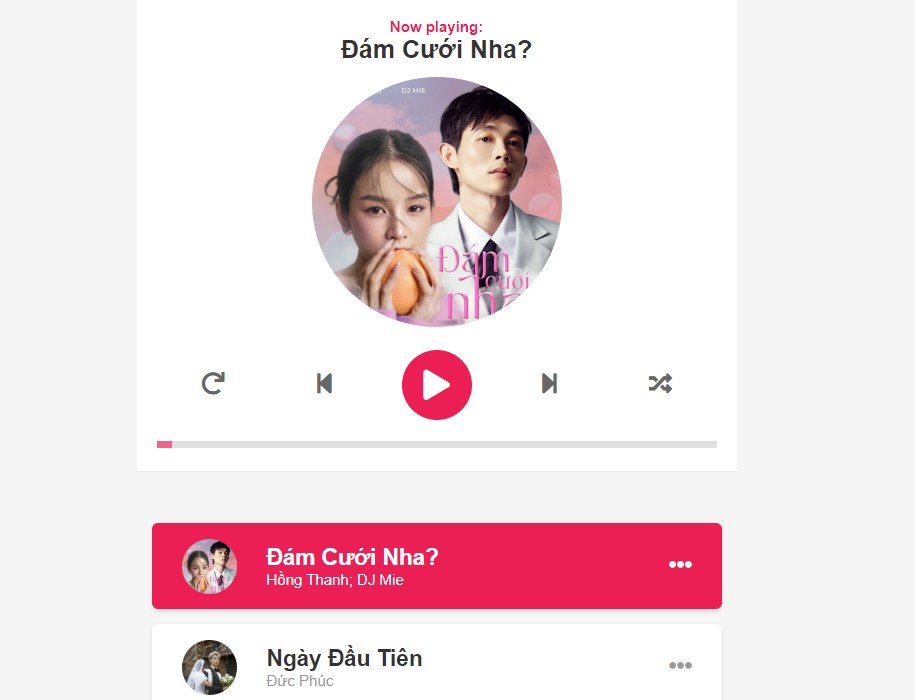 Now playing:
Đám Cưới Nha?
DJ MIE
Đám
cưới
nha
Đám Cưới Nha?
Hồng Thanh; DJ Mie
Ngày Đầu Tiên
Đức Phúc